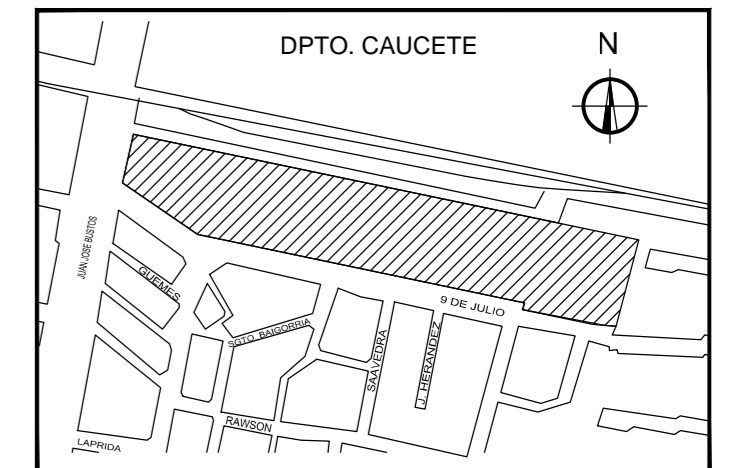 DPTO. CAUCETE
N
JUAN JOSE BUSTOS
GUEMES
9 DE JULIO
SGTO. BAIGORRIA
SAAVEDRA
J. HERANDEZ
RAWSON
LAPRIDA